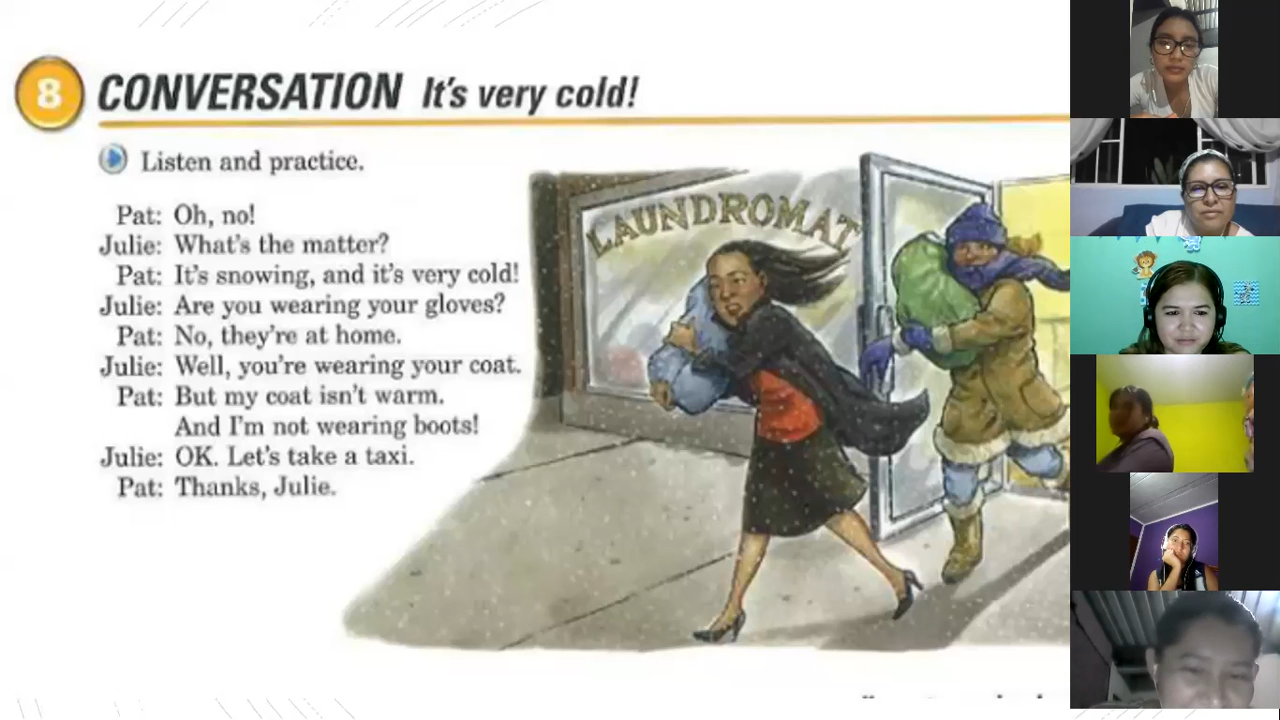 8 CONVERSATION It's very cold!
Listen and practice.
Pat: Oh, no!
Julie: What's the matter?
Pat: It's snowing, and it's very cold!
Julie: Are you wearing your gloves?
Pat: No, they're at home.
Julie: Well, you're wearing your coat.
Pat: But my coat isn't warm.
And I'm not wearing boots!
Julie: OK. Let's take a taxi.
Pat: Thanks, Julie.
LAUNDROMAT